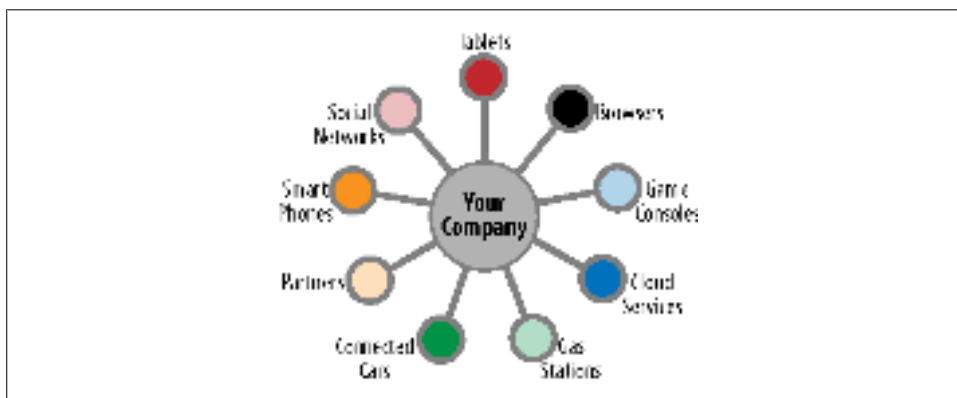 Tablets
Browsers
Social
Networks
Smart
Phones
Game
Consoles
Your
Company
Partners
Cloud
Services
Connected
Cars
Gas
Stations